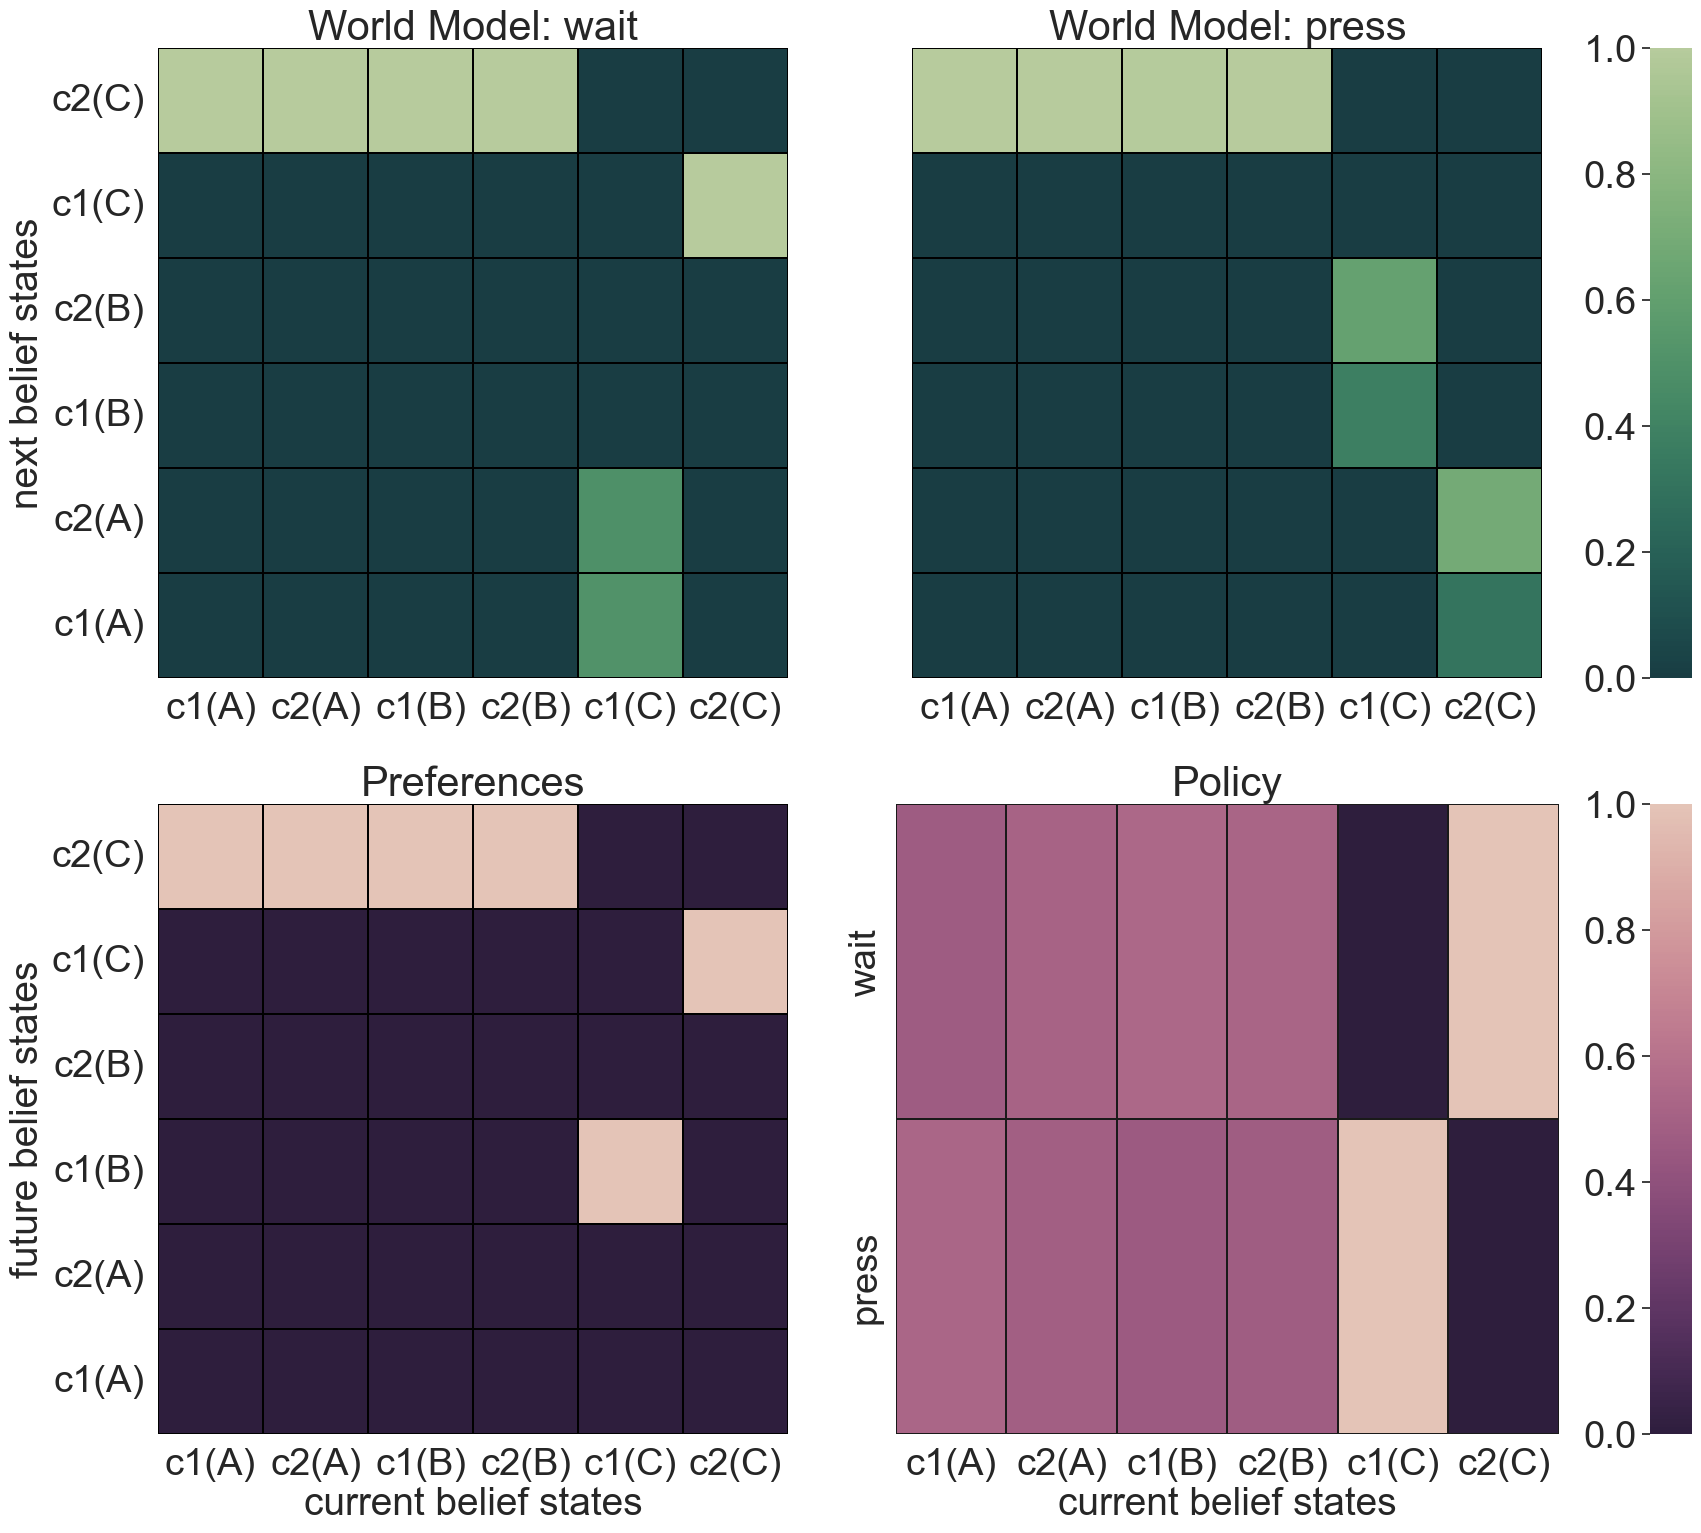 World Model: wait
World Model: press
next belief states
c2(C)
c1(C)
c2(B)
c1(B)
c2(A)
c1(A)
c1(A) c2(A) c1(B) c2(B) c1(C) c2(C)
c1(A) c2(A) c1(B) c2(B) c1(C) c2(C)
1.0
0.8
0.6
0.4
0.2
0.0
Preferences
Policy
future belief states
c2(C)
c1(C)
c2(B)
c1(B)
c2(A)
c1(A)
c1(A) c2(A) c1(B) c2(B) c1(C) c2(C)
current belief states
wait
press
c1(A) c2(A) c1(B) c2(B) c1(C) c2(C)
current belief states
1.0
0.8
0.6
0.4
0.2
0.0